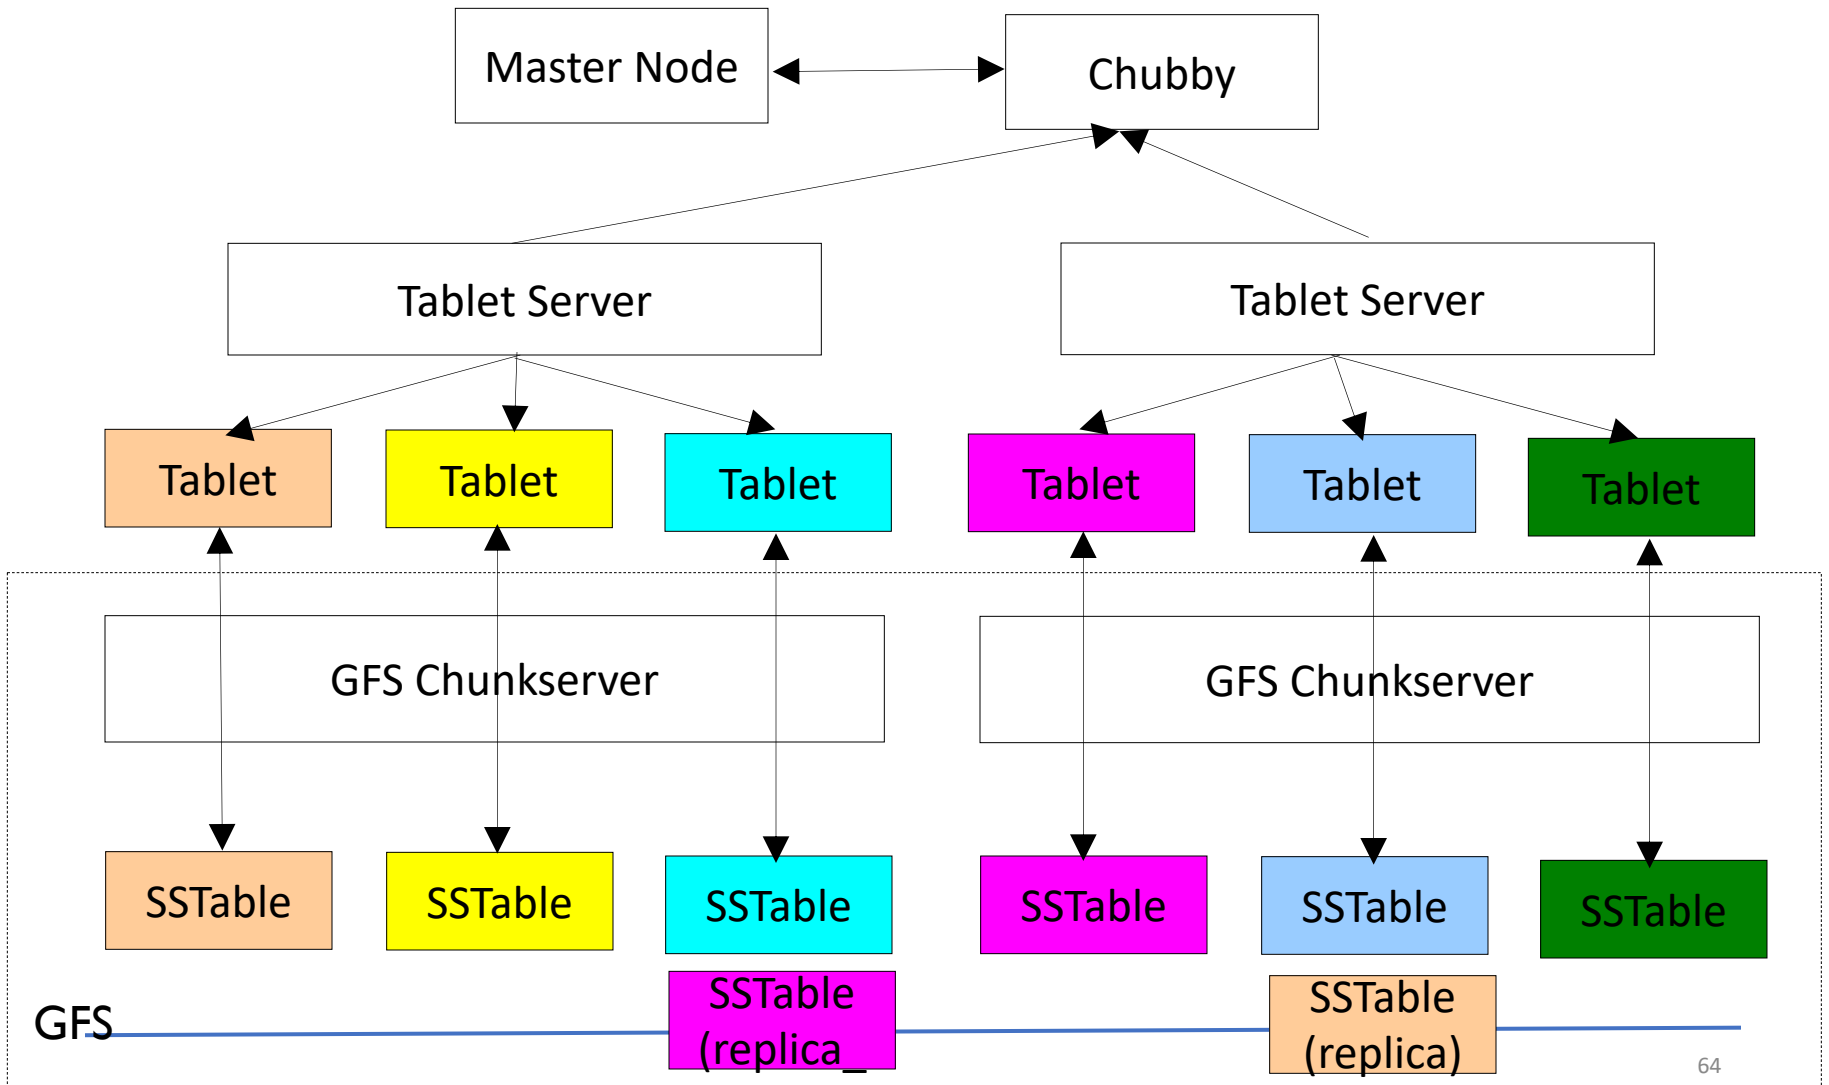 Master Node
Chubby
Tablet Server
Tablet Server
Tablet
Tablet
Tablet
Tablet
Tablet
Tablet
GFS Chunkserver
GFS Chunkserver
SSTable
SSTable
SSTable
SSTable
SSTable
SSTable
SSTable
(replica_
SSTable
(replica)
GFS
64